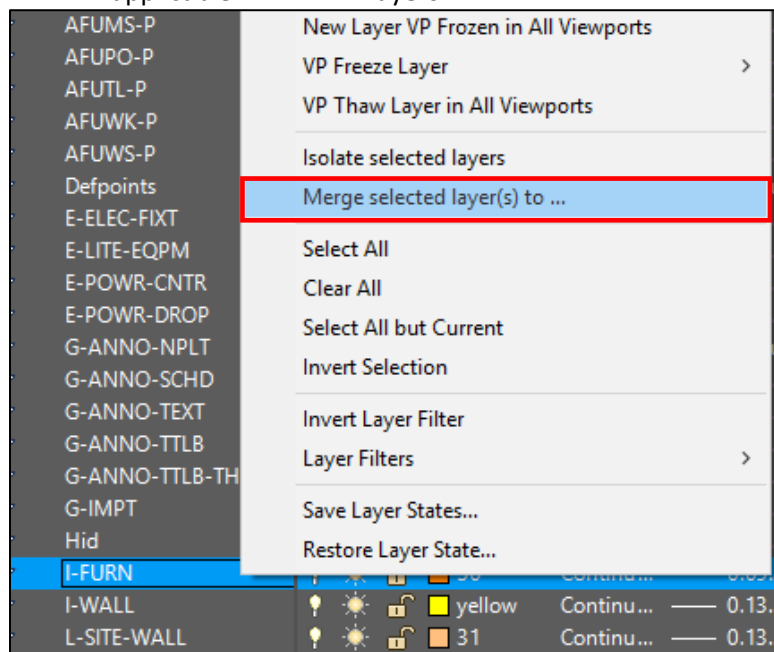 AFUMS-P
AFUPO-P
AFUTL-P
AFUWK-P
AFUWS-P
Defpoints
E-ELEC-FIXT
E-LITE-EQPM
E-POWR-CNTR
E-POWR-DROP
G-ANNO-NPLT
G-ANNO-SCHD
G-ANNO-TEXT
G-ANNO-TTLB
G-ANNO-TTLB-TH
G-IMPT
Hid
I-FURN
I-WALL yellow Continu... 0.13.
L-SITE-WALL 31 Continu... 0.13.
New Layer VP Frozen in All Viewports
VP Freeze Layer >
VP Thaw Layer in All Viewports
Isolate selected layers
Merge selected layer(s) to ...
Select All
Clear All
Select All but Current
Invert Selection
Invert Layer Filter
Layer Filters >
Save Layer States...
Restore Layer State...